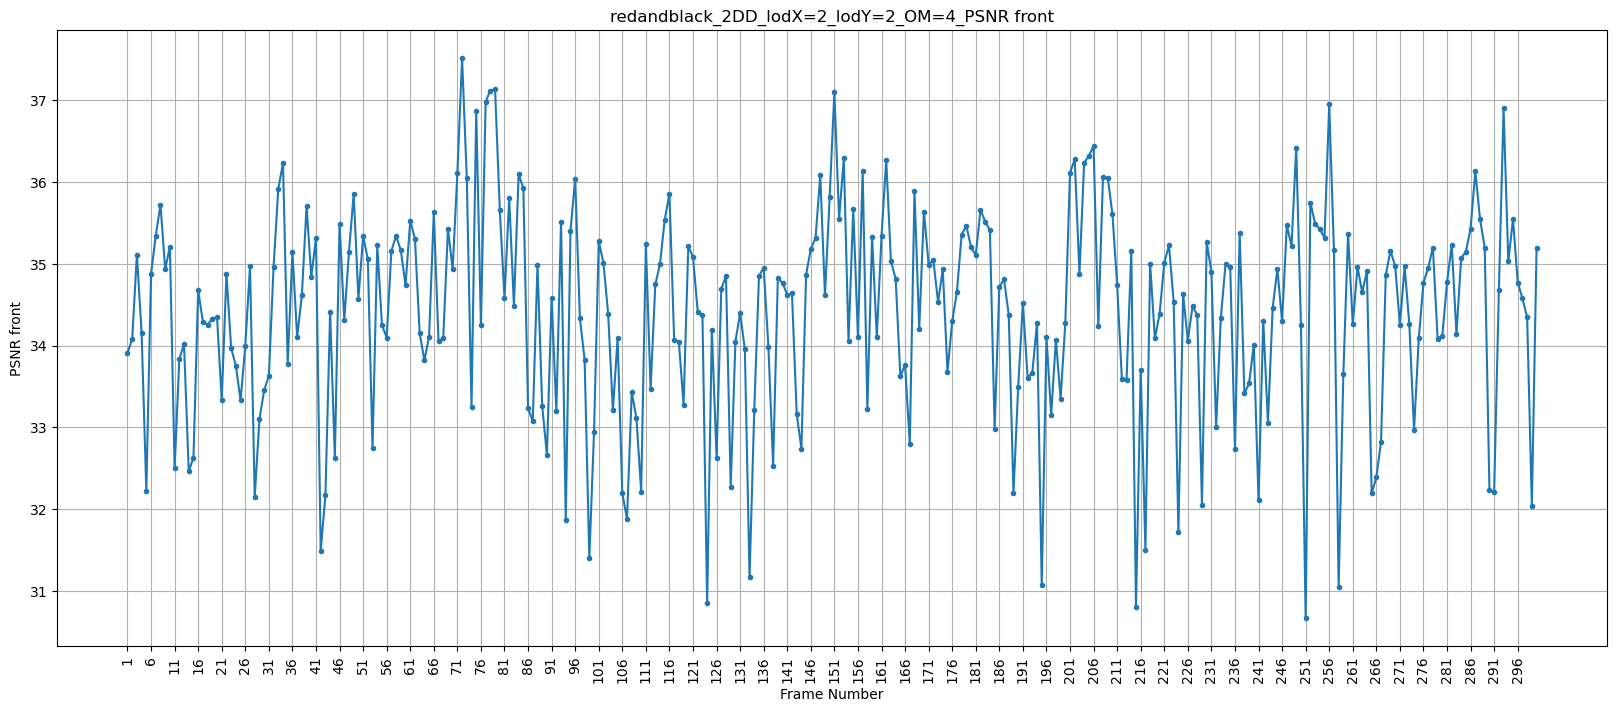 redandblack_2DD_lodX=2_lodY=2_OM=4_PSNR front
PSNR front
37
36
35
34
33
32
31
1 6 11 16 21 26 31 36 41 46 51 56 61 66 71 76 81 86 91 96 101 106 111 116 121 126 131 136 141 146 151 156 161 166 171 176 181 186 191 196 201 206 211 216 221 226 231 236 241 246 251 256 261 266 271 276 281 286 291 296
Frame Number